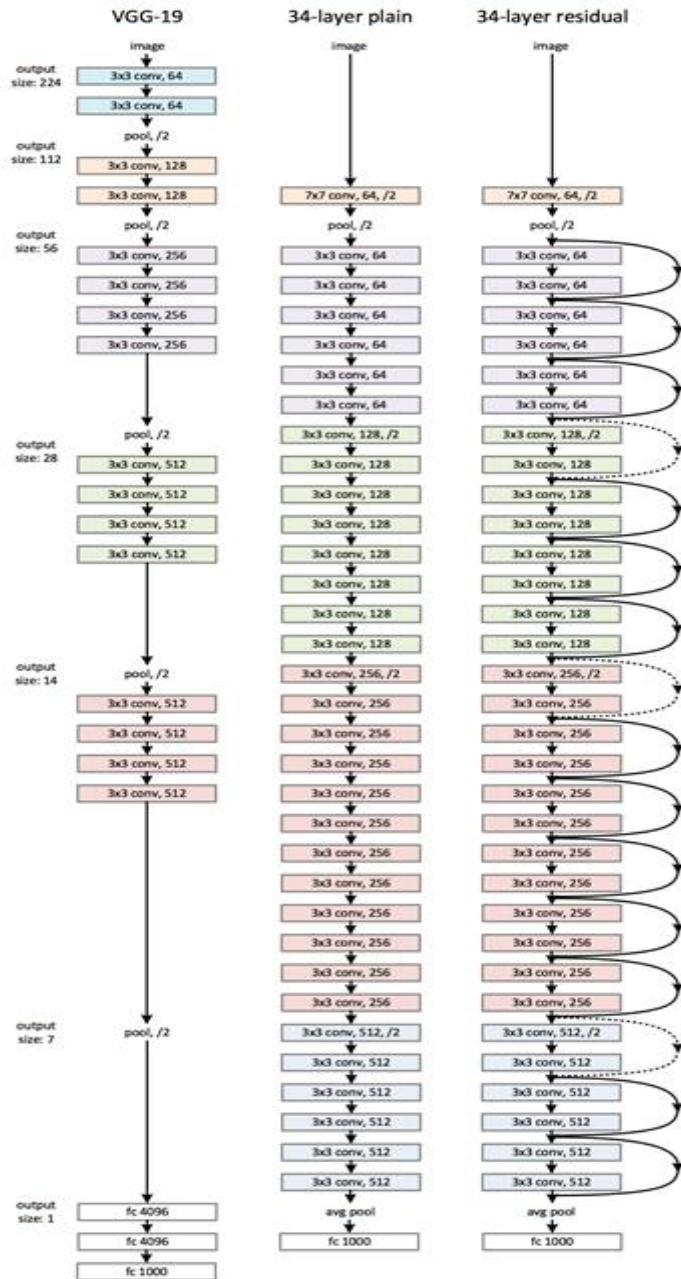 VGG-19
34-layer plain
34-layer residual
output
size: 224
output
size: 112
output
size: 56
output
size: 28
output
size: 14
output
size: 7
output
size: 1
image
3x3 conv, 64
3x3 conv, 64
pool, /2
3x3 conv, 128
3x3 conv, 128
pool, /2
3x3 conv, 256
3x3 conv, 256
3x3 conv, 256
3x3 conv, 256
pool, /2
3x3 conv, 512
3x3 conv, 512
3x3 conv, 512
3x3 conv, 512
pool, /2
3x3 conv, 512
3x3 conv, 512
3x3 conv, 512
3x3 conv, 512
pool, /2
fc 4096
fc 4096
fc 1000
image
7x7 conv, 64, /2
pool, /2
3x3 conv, 64
3x3 conv, 64
3x3 conv, 64
3x3 conv, 64
3x3 conv, 64
3x3 conv, 64
3x3 conv, 128, /2
3x3 conv, 128
3x3 conv, 128
3x3 conv, 128
3x3 conv, 128
3x3 conv, 128
3x3 conv, 128
3x3 conv, 128
3x3 conv, 256, /2
3x3 conv, 256
3x3 conv, 256
3x3 conv, 256
3x3 conv, 256
3x3 conv, 256
3x3 conv, 256
3x3 conv, 256
3x3 conv, 256
3x3 conv, 256
3x3 conv, 256
3x3 conv, 256
3x3 conv, 512, /2
3x3 conv, 512
3x3 conv, 512
3x3 conv, 512
3x3 conv, 512
3x3 conv, 512
avg pool
fc 1000
image
7x7 conv, 64, /2
pool, /2
3x3 conv, 64
3x3 conv, 64
3x3 conv, 64
3x3 conv, 64
3x3 conv, 64
3x3 conv, 64
3x3 conv, 128, /2
3x3 conv, 128
3x3 conv, 128
3x3 conv, 128
3x3 conv, 128
3x3 conv, 128
3x3 conv, 128
3x3 conv, 128
3x3 conv, 256, /2
3x3 conv, 256
3x3 conv, 256
3x3 conv, 256
3x3 conv, 256
3x3 conv, 256
3x3 conv, 256
3x3 conv, 256
3x3 conv, 256
3x3 conv, 256
3x3 conv, 256
3x3 conv, 256
3x3 conv, 512, /2
3x3 conv, 512
3x3 conv, 512
3x3 conv, 512
3x3 conv, 512
3x3 conv, 512
avg pool
fc 1000